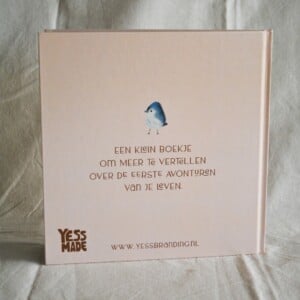 EEN KLEIN BOEKJE
OM MEER TE VERTELLEN
OVER DE EERSTE AVONTUREN
VAN JE LEVEN.
YESS
MADE
WWW.YESSBRANDING.NL